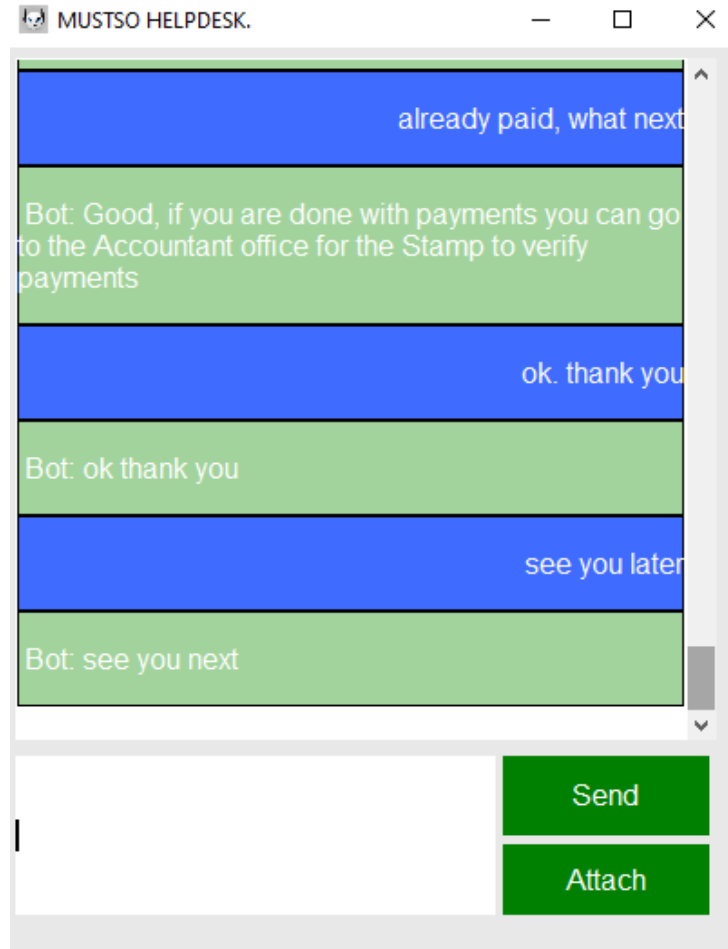 MUSTSO HELPDESK.
already paid, what next
Bot: Good, if you are done with payments you can go
to the Accountant office for the Stamp to verify
payments
ok. thank you
Bot: ok thank you
see you later
Bot: see you next
Send
Attach